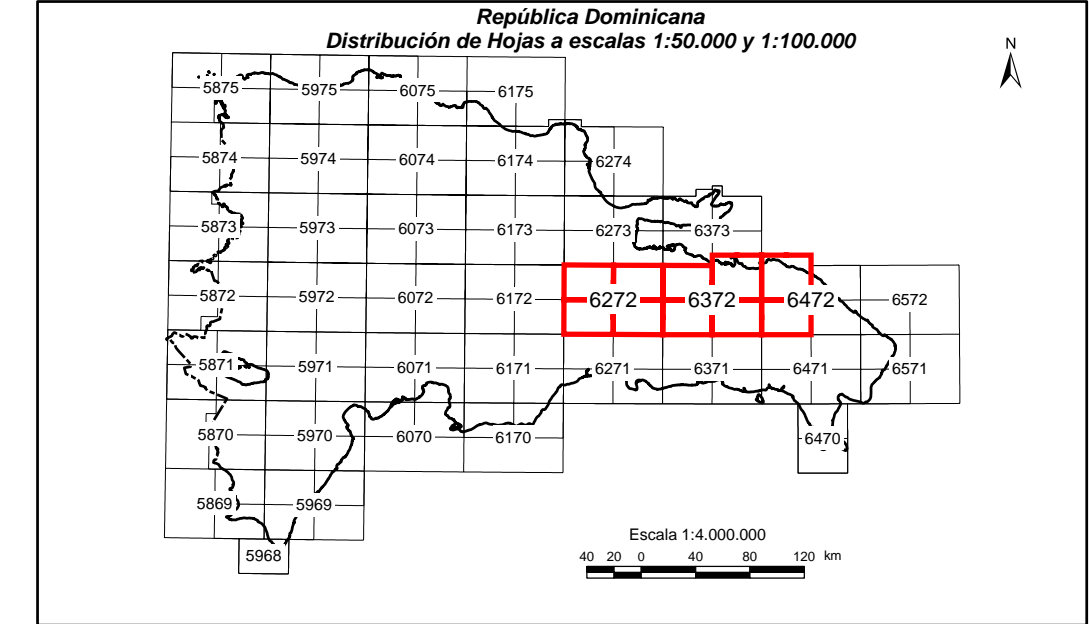 República Dominicana
Distribución de Hojas a escalas 1:50.000 y 1:100.000
N
5875 5975 6075 6175
5874 5974 6074 6174 6274
5873 5973 6073 6173 6273 6373
5872 5972 6072 6172 6272 6372 6472 6572
5871 5971 6071 6171 6271 6371 6471 6571
5870 5970 6070 6170 6470
5869 5969
5968
Escala 1:4.000.000
40 20 0 40 80 120 km